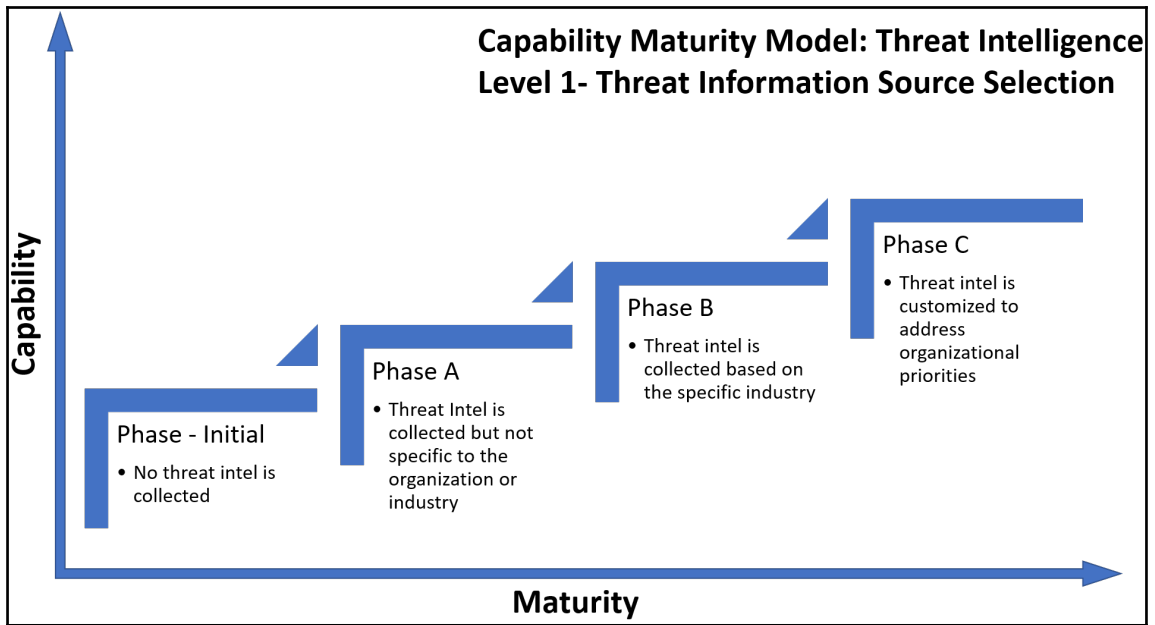 Capability Maturity Model: Threat Intelligence
Level 1- Threat Information Source Selection
Capability
Phase - Initial
• No threat intel is
collected
Phase A
• Threat Intel is
collected but not
specific to the
organization or
industry
Phase B
• Threat intel is
collected based on
the specific industry
Phase C
• Threat intel is
customized to
address
organizational
priorities
Maturity